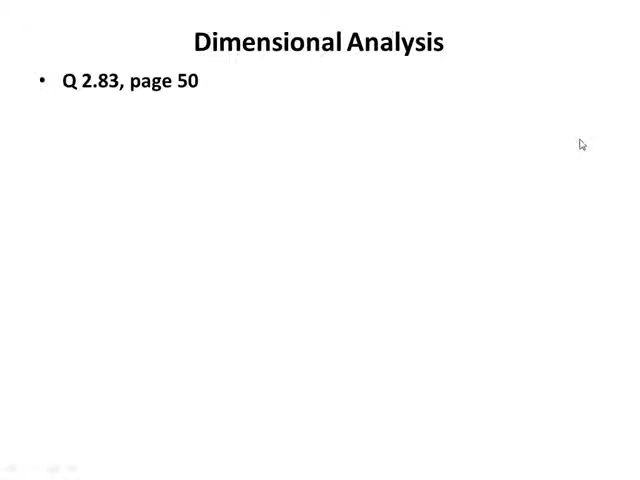 Dimensional Analysis
• Q 2.83, page 50